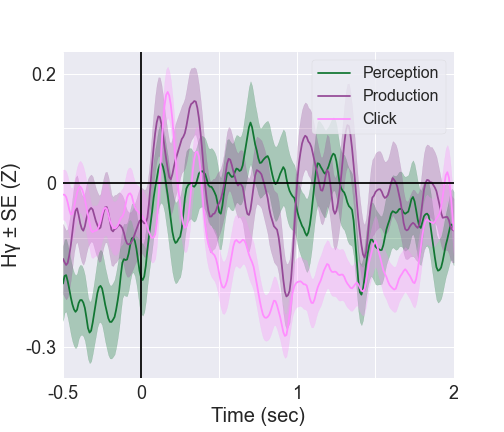 Perception
Production
Click
Hγ ± SE (Z)
0.2
0
-0.3
-0.5 0 1 2
Time (sec)